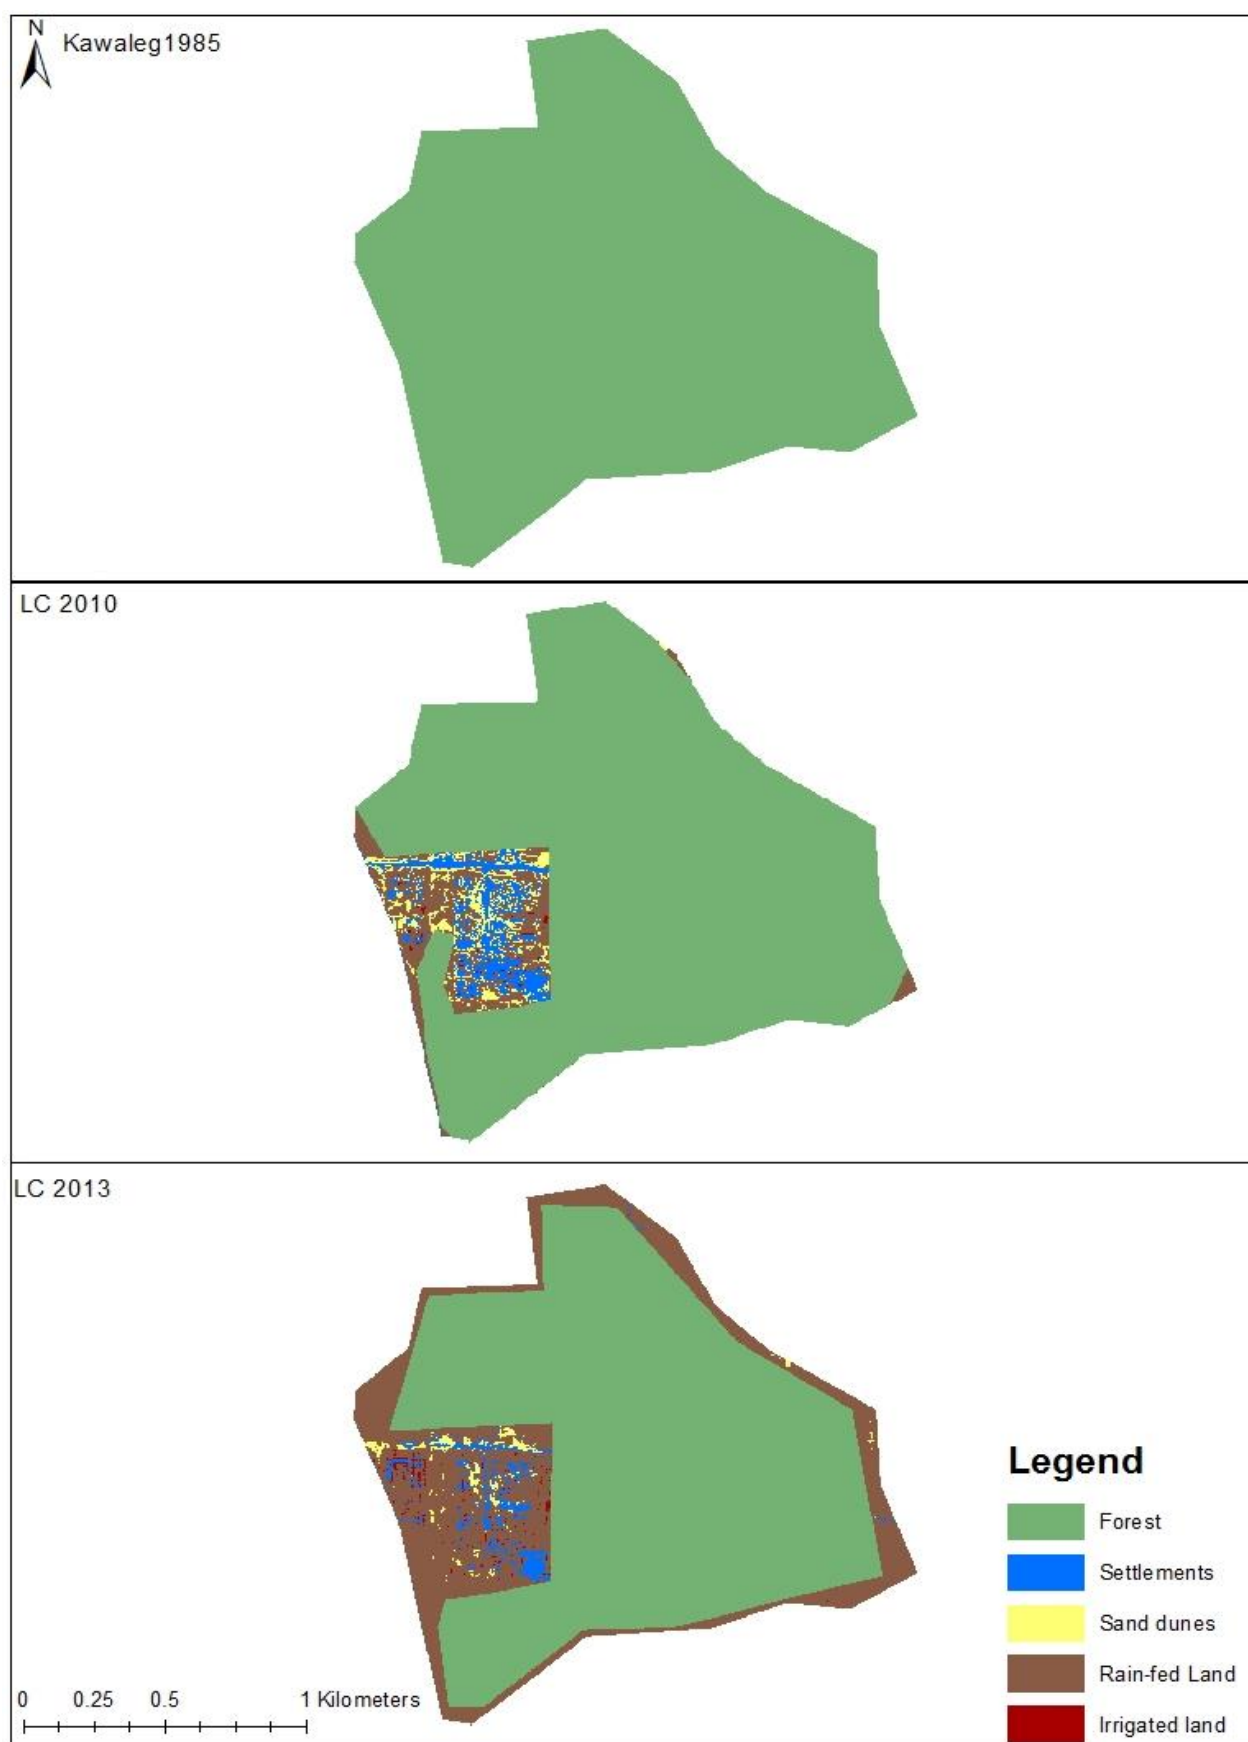 N
Kawaleg1985
LC 2010
LC 2013
Legend
Forest
Settlements
Sand dunes
Rain-fed Land
Irrigated land
0 0.25 0.5 1 Kilometers